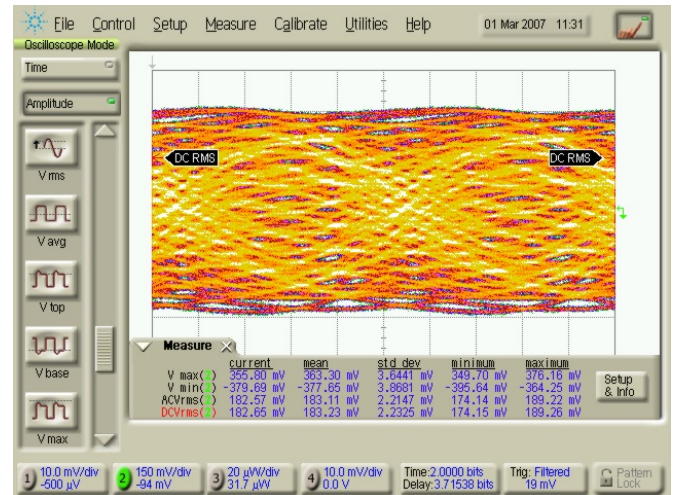 File Control Setup Measure Calibrate Utilities Help 01 Mar 2007 11:31
Oscilloscope Mode
Time
Amplitude
V rms
DC RMS DC RMS
V avg
V top
V base
V max
Measure
current mean std dev minimum maximum
V max(2) 355.80 mV 363.30 mV 3.6441 mV 349.70 mV 376.16 mV
V min(2) -379.69 mV -377.65 mV 3.8681 mV -395.64 mV -364.25 mV
ACVrms(2) 182.57 mV 183.11 mV 2.2147 mV 174.14 mV 189.22 mV
DCVrms(2) 182.65 mV 183.23 mV 2.2325 mV 174.15 mV 189.26 mV
Setup
& Info
1 10.0 mV/div 2 150 mV/div 3 20 µW/div 4 10.0 mV/div Time:2.0000 bits Trig: Filtered Pattern
-500 µV -94 mV 31.7 µW 0.0 V Delay:3.71538 bits 19 mV Lock